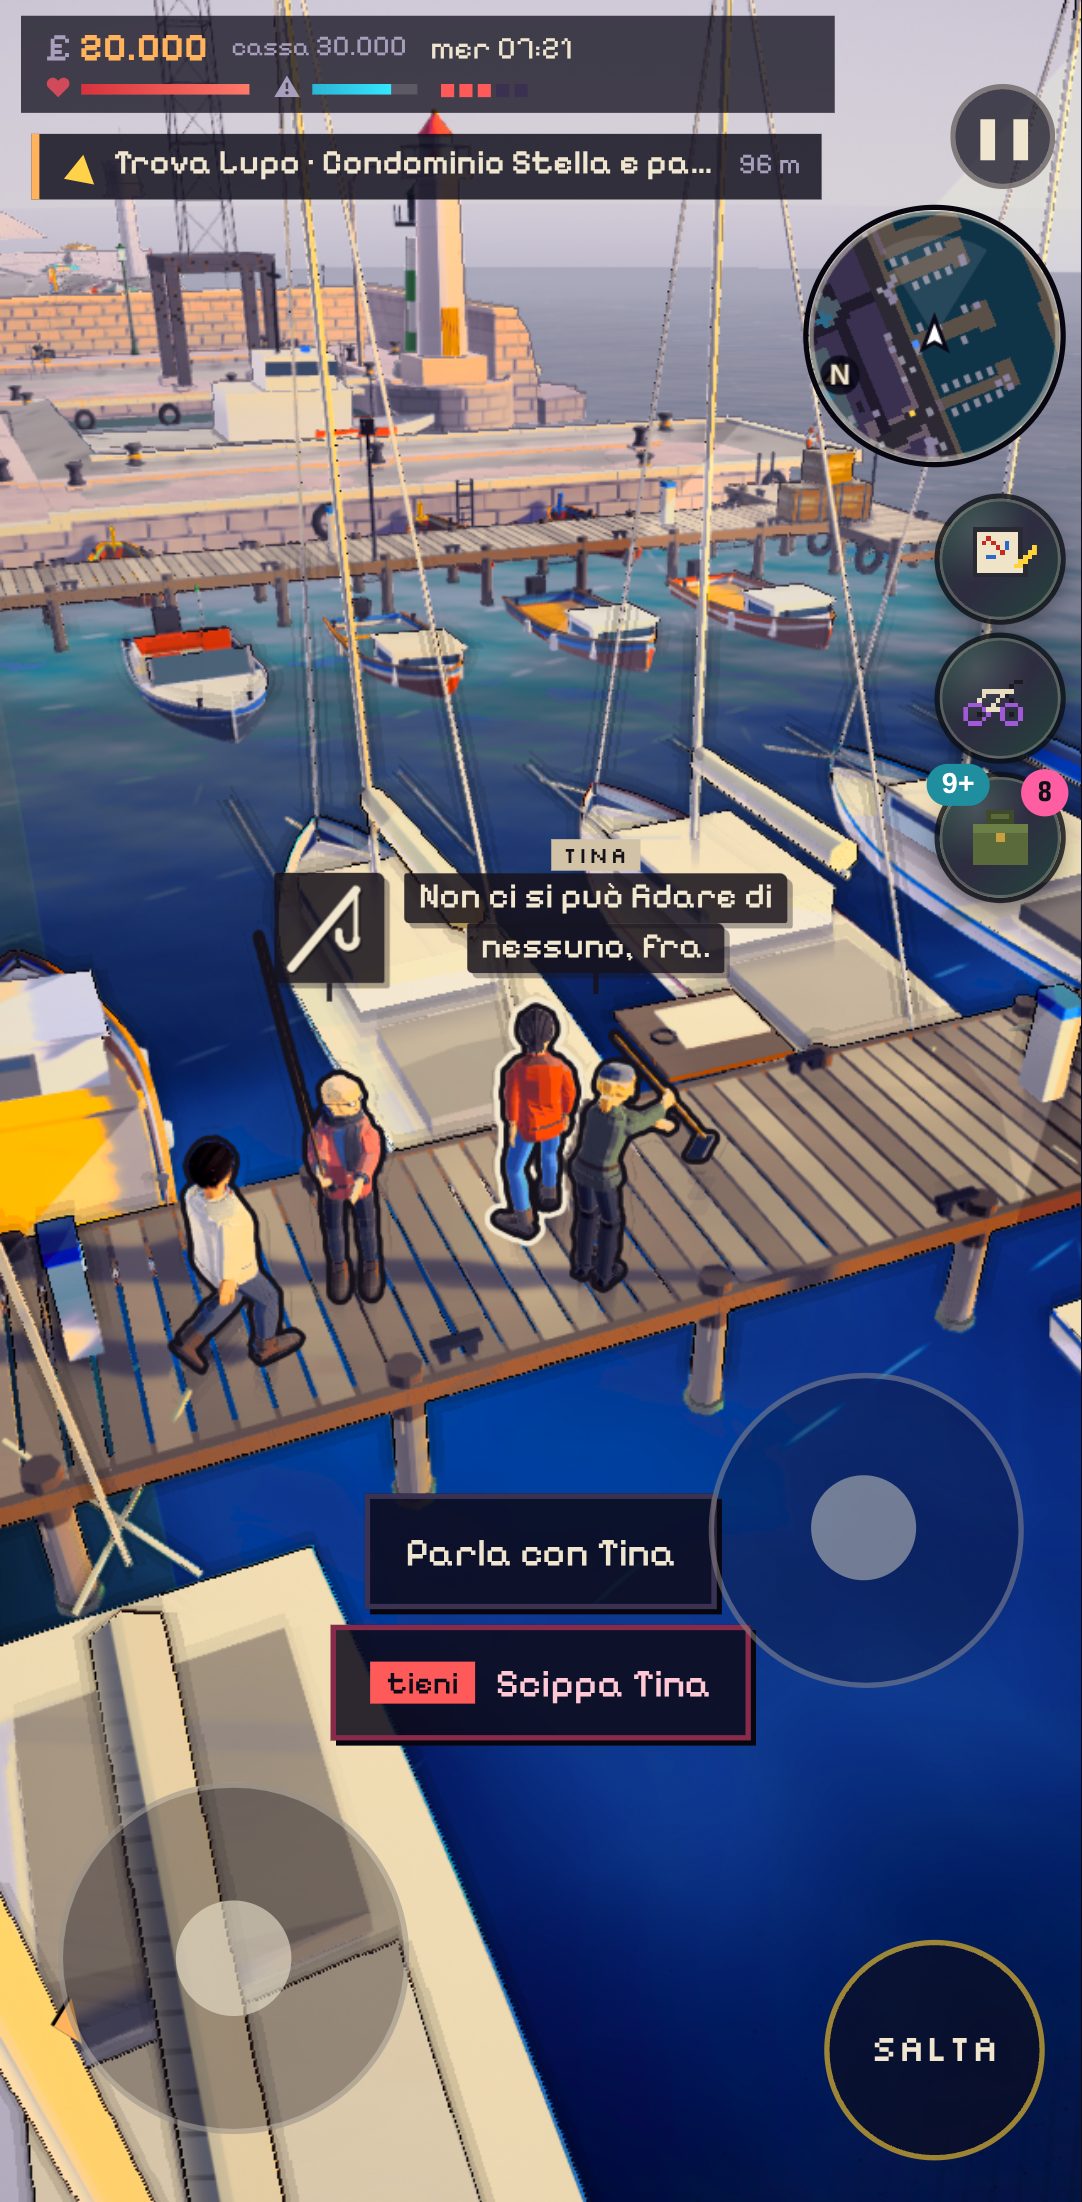 £ 20.000 cassa 30.000 mer 07:21
Trova Lupo · Condominio Stella e pa... 96 m
N
9+
8
TINA
Non ci si può fidare di
nessuno, fra.
Parla con Tina
tieni Scippa Tina
SALTA